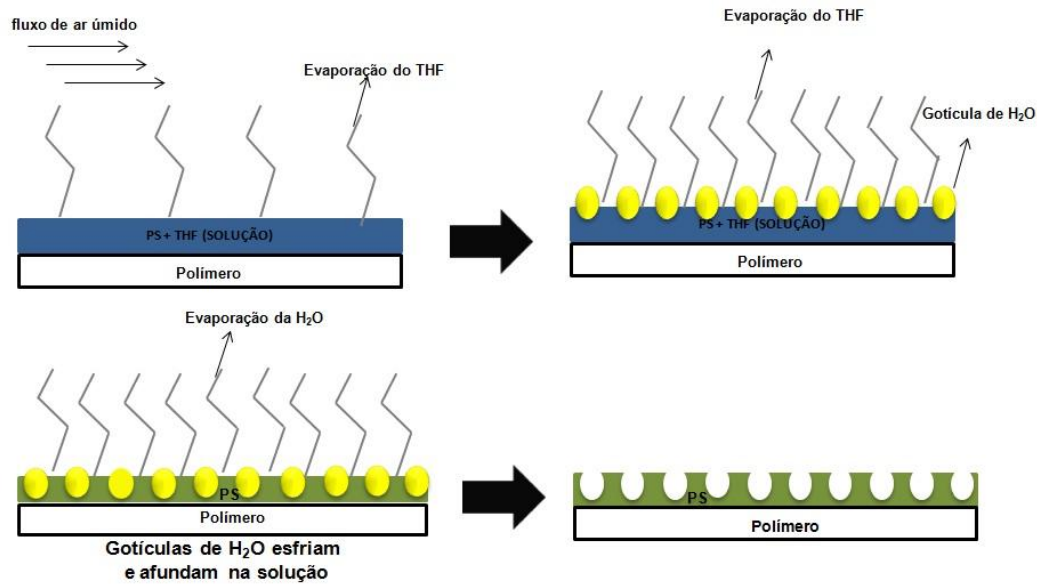 fluxo de ar úmido
Evaporação do THF
PS + THF (SOLUÇÃO)
Polímero
Evaporação do THF
Gotícula de H₂O
PS + THF (SOLUÇÃO)
Polímero
Evaporação da H₂O
PS
Polímero
Gotículas de H₂O esfriam
e afundam na solução
PS
Polímero